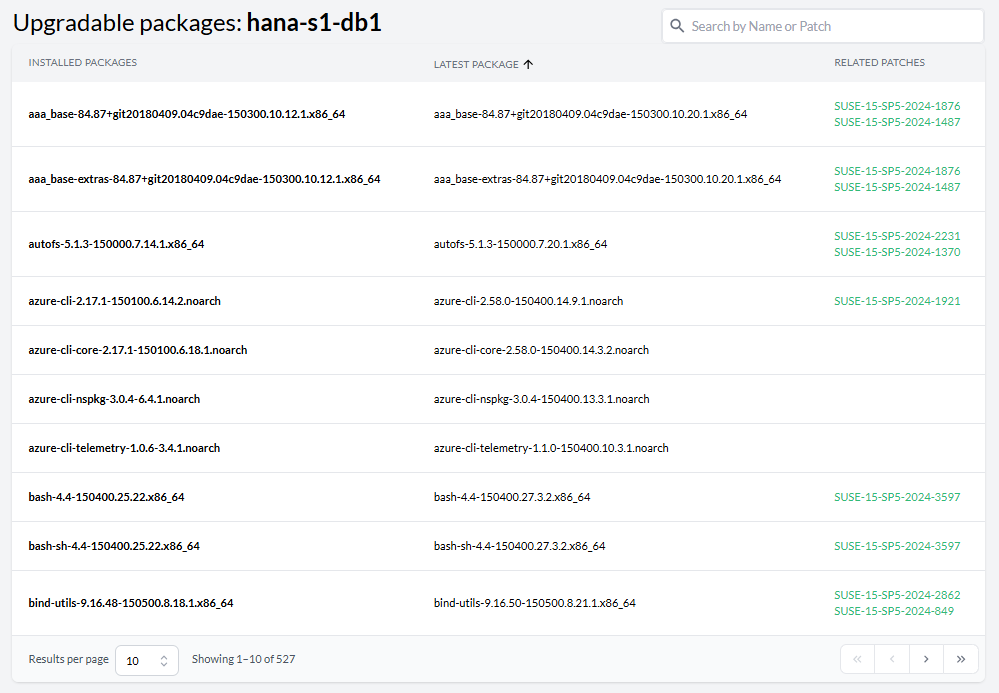 Upgradable packages: hana-s1-db1
Search by Name or Patch
INSTALLED PACKAGES LATEST PACKAGE RELATED PATCHES
aaa_base-84.87+git20180409.04c9dae-150300.10.12.1.x86_64 aaa_base-84.87+git20180409.04c9dae-150300.10.20.1.x86_64 SUSE-15-SP5-2024-1876
SUSE-15-SP5-2024-1487
aaa_base-extras-84.87+git20180409.04c9dae-150300.10.12.1.x86_64 aaa_base-extras-84.87+git20180409.04c9dae-150300.10.20.1.x86_64 SUSE-15-SP5-2024-1876
SUSE-15-SP5-2024-1487
autofs-5.1.3-150000.7.14.1.x86_64 autofs-5.1.3-150000.7.20.1.x86_64 SUSE-15-SP5-2024-2231
SUSE-15-SP5-2024-1370
azure-cli-2.17.1-150100.6.14.2.noarch azure-cli-2.58.0-150400.14.9.1.noarch SUSE-15-SP5-2024-1921
azure-cli-core-2.17.1-150100.6.18.1.noarch azure-cli-core-2.58.0-150400.14.3.2.noarch
azure-cli-nspkg-3.0.4-6.4.1.noarch azure-cli-nspkg-3.0.4-150400.13.3.1.noarch
azure-cli-telemetry-1.0.6-3.4.1.noarch azure-cli-telemetry-1.1.0-150400.10.3.1.noarch
bash-4.4-150400.25.22.x86_64 bash-4.4-150400.27.3.2.x86_64 SUSE-15-SP5-2024-3597
bash-sh-4.4-150400.25.22.x86_64 bash-sh-4.4-150400.27.3.2.x86_64 SUSE-15-SP5-2024-3597
bind-utils-9.16.48-150500.8.18.1.x86_64 bind-utils-9.16.50-150500.8.21.1.x86_64 SUSE-15-SP5-2024-2862
SUSE-15-SP5-2024-849
Results per page 10 Showing 1–10 of 527 « ‹ › »